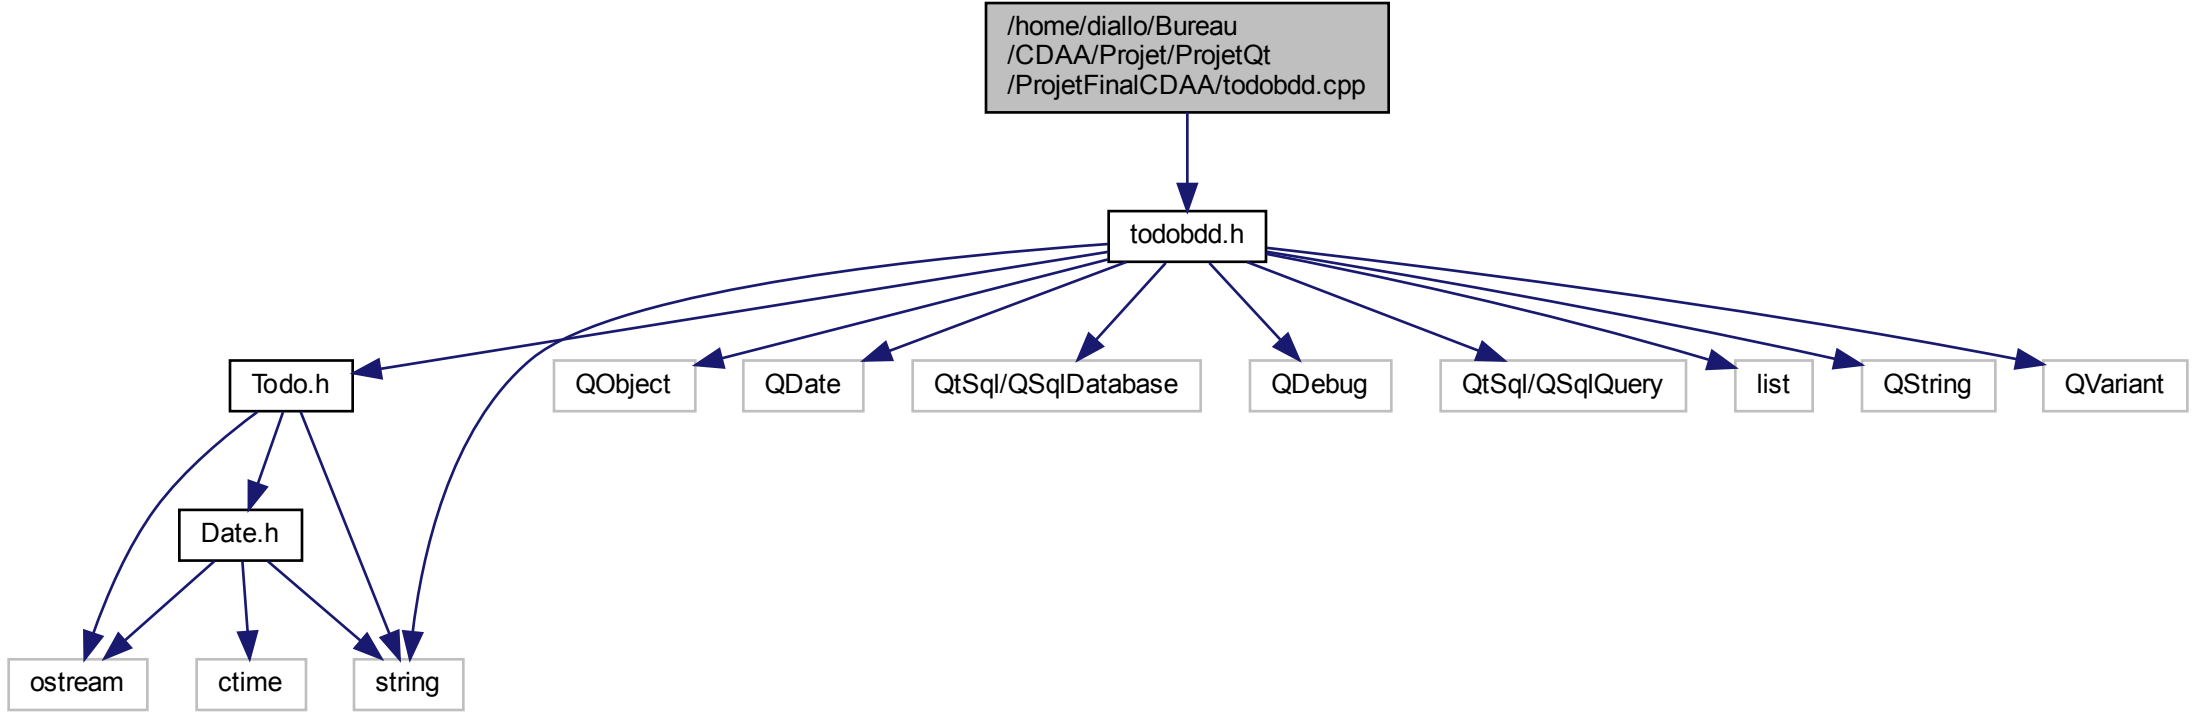 /home/diallo/Bureau
/CDAA/Projet/ProjetQt
/ProjetFinalCDAA/todobdd.cpp
todobdd.h
Todo.h
QObject
QDate
QtSql/QSqlDatabase
QDebug
QtSql/QSqlQuery
list
QString
QVariant
Date.h
ostream
ctime
string